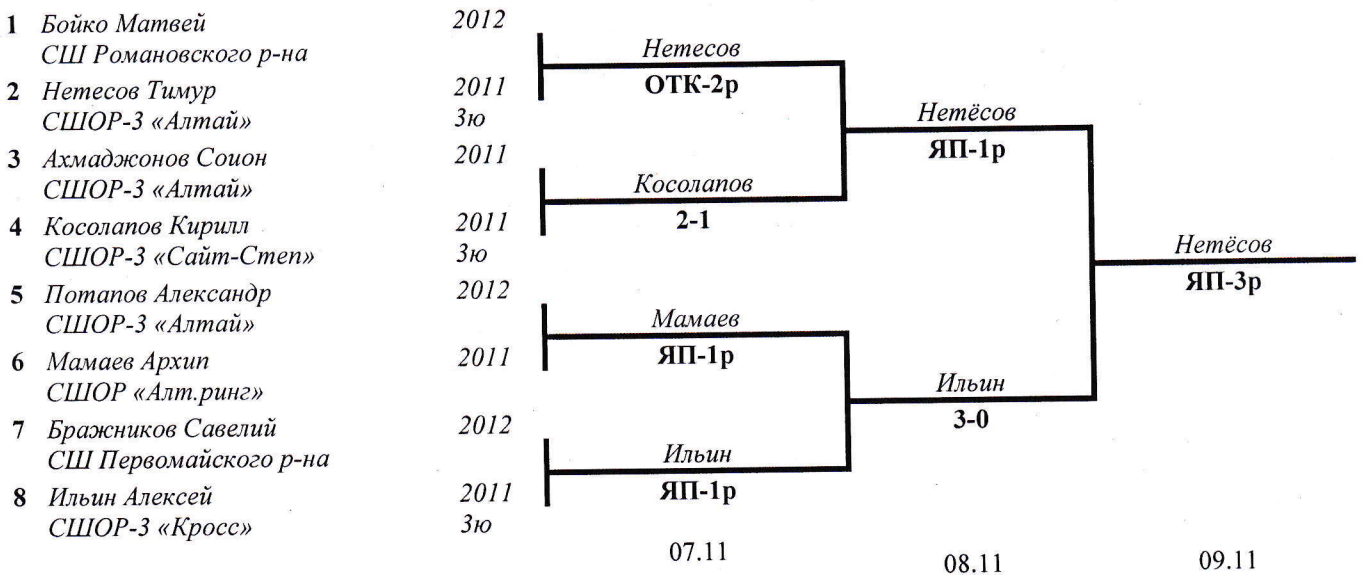 1 Бойко Матвей 2012
СШ Романовского р-на
2 Нетесов Тимур 2011
СШОР-3 «Алтай» 3ю
3 Ахмаджонов Соион 2011
СШОР-3 «Алтай»
4 Косолапов Кирилл 2011
СШОР-3 «Сайт-Степ» 3ю
5 Потапов Александр 2012
СШОР-3 «Алтай»
6 Мамаев Архип 2011
СШОР «Алт.ринг»
7 Бражников Савелий 2012
СШ Первомайского р-на
8 Ильин Алексей 2011
СШОР-3 «Кросс» 3ю
Нетесов
ОТК-2р
Косолапов
2-1
Мамаев
ЯП-1р
Ильин
ЯП-1р
07.11
Нетёсов
ЯП-1р
Ильин
3-0
08.11
Нетёсов
ЯП-3р
09.11